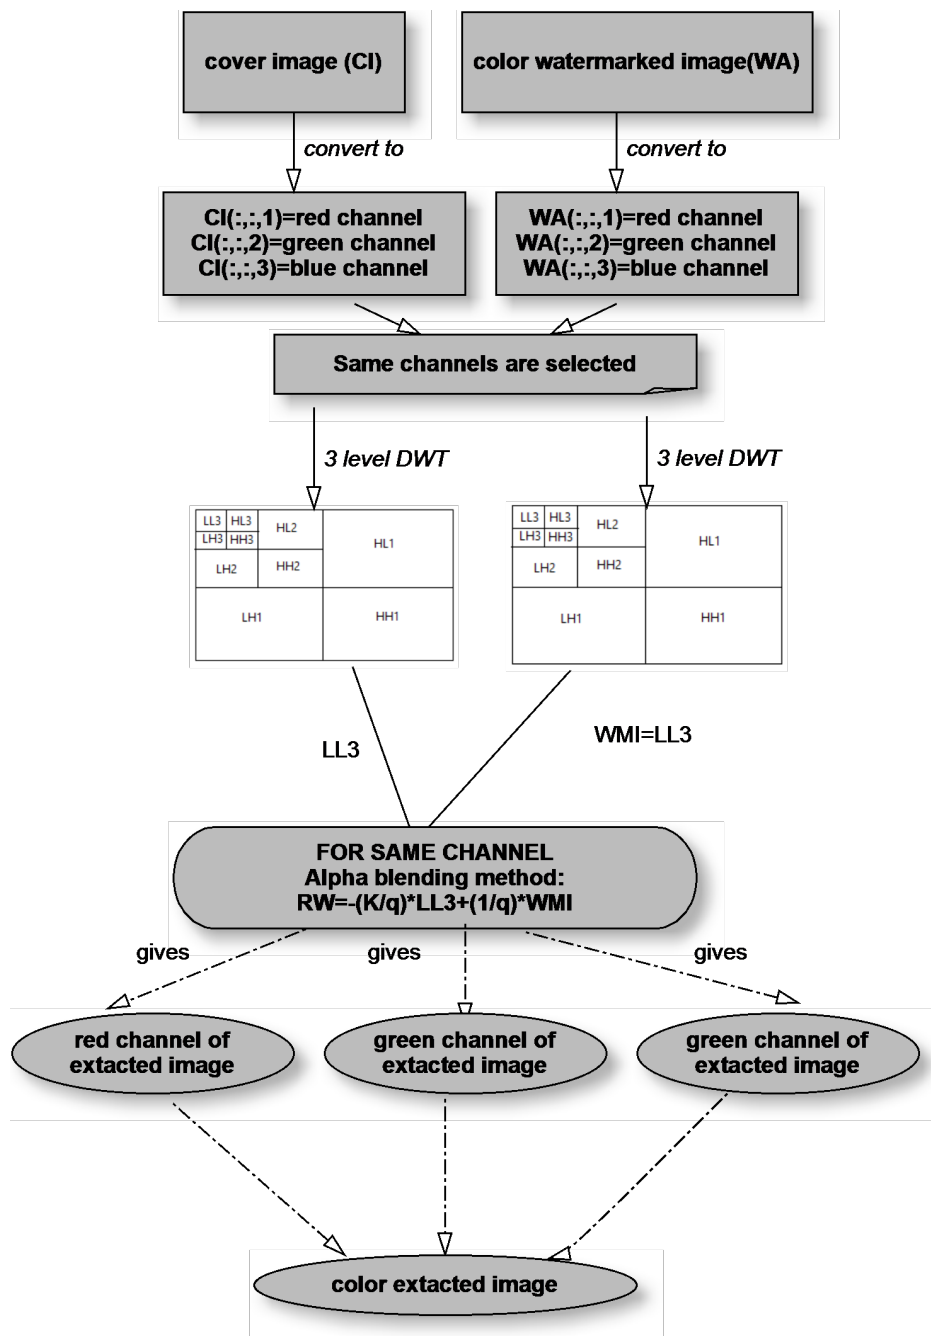 cover image (CI)
color watermarked image(WA)
convert to
convert to
CI(:,:,1)=red channel
CI(:,:,2)=green channel
CI(:,:,3)=blue channel
WA(:,:,1)=red channel
WA(:,:,2)=green channel
WA(:,:,3)=blue channel
Same channels are selected
3 level DWT
3 level DWT
LL3 HL3 HL2 HL1
LH3 HH3
LH2 HH2
LH1 HH1
LL3 HL3 HL2 HL1
LH3 HH3
LH2 HH2
LH1 HH1
LL3
WMI=LL3
FOR SAME CHANNEL
Alpha blending method:
RW=-(K/q)*LL3+(1/q)*WMI
gives
gives
gives
red channel of
extacted image
green channel of
extacted image
green channel of
extacted image
color extacted image